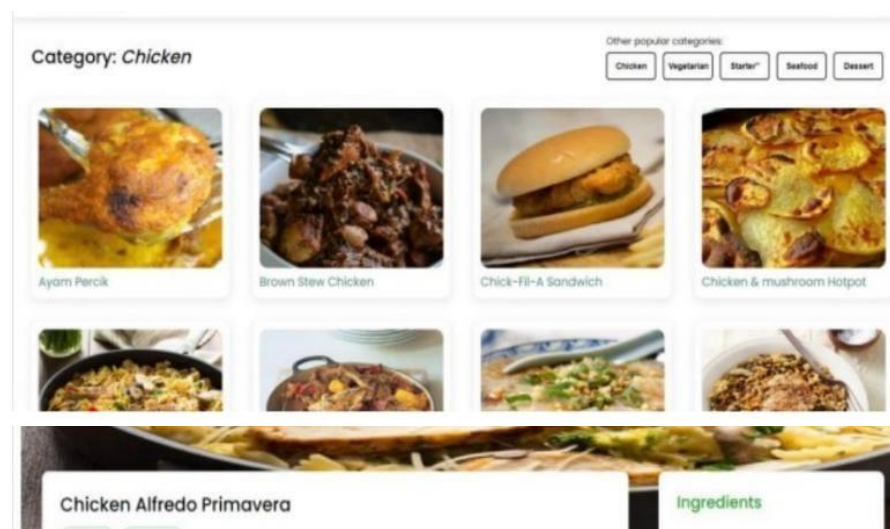 Other popular categories:
Category: Chicken
Chicken Vegetarian Starter" Seafood Dessert
Ayam Percik
Brown Stew Chicken
Chick-Fil-A Sandwich
Chicken & mushroom Hotpot
Chicken Alfredo Primavera
Ingredients